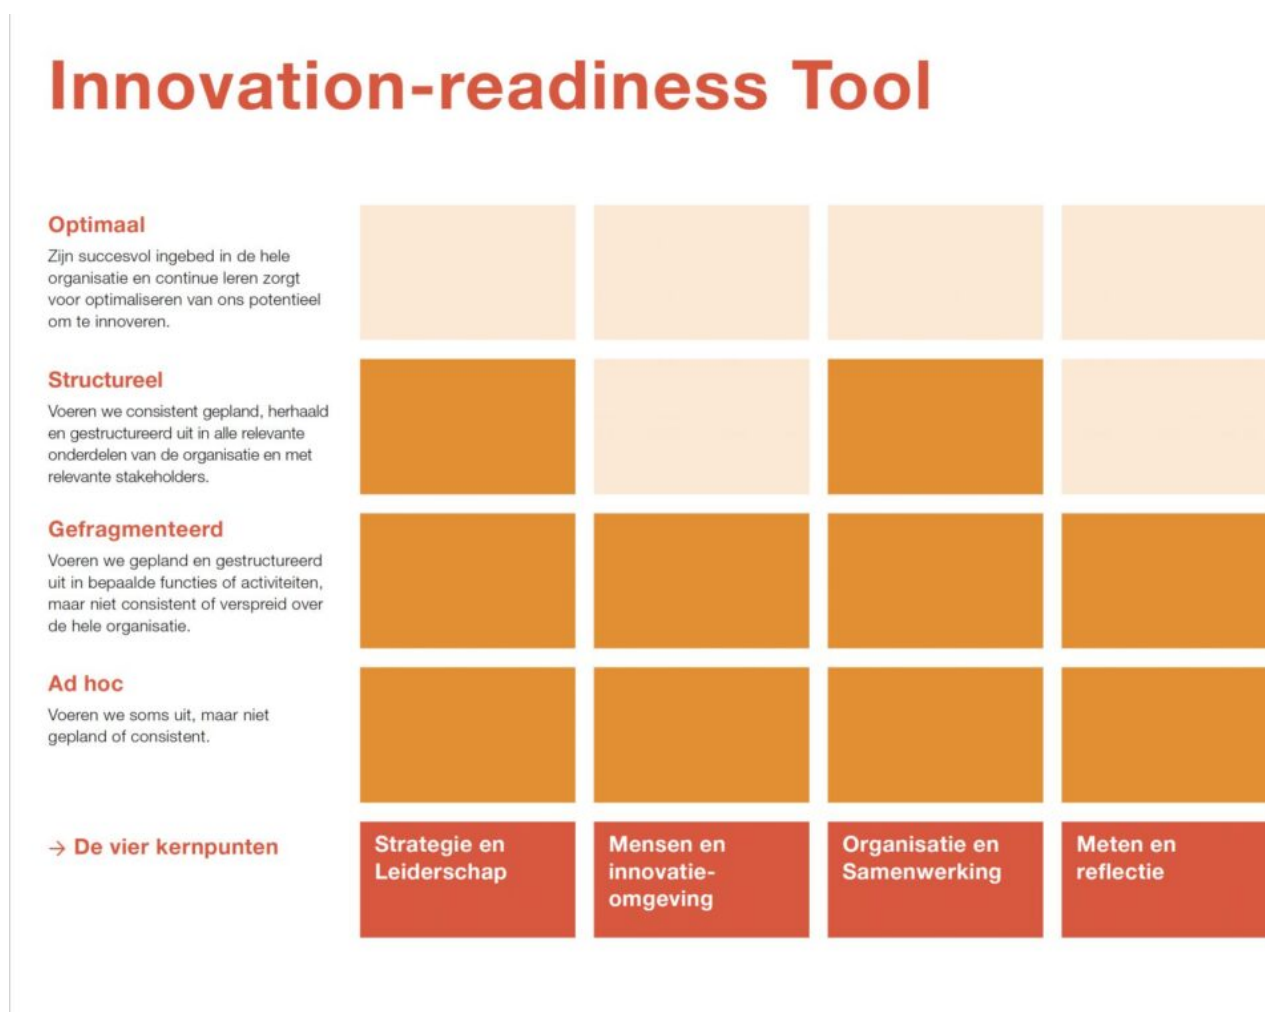 Innovation-readiness Tool
Optimaal
Zijn succesvol ingebed in de hele
organisatie en continue leren zorgt
voor optimaliseren van ons potentieel
om te innoveren.
Structureel
Voeren we consistent gepland, herhaald
en gestructureerd uit in alle relevante
onderdelen van de organisatie en met
relevante stakeholders.
Gefragmenteerd
Voeren we gepland en gestructureerd
uit in bepaalde functies of activiteiten,
maar niet consistent of verspreid over
de hele organisatie.
Ad hoc
Voeren we soms uit, maar niet
gepland of consistent.
→ De vier kernpunten
Strategie en
Leiderschap
Mensen en
innovatie-
omgeving
Organisatie en
Samenwerking
Meten en
reflectie